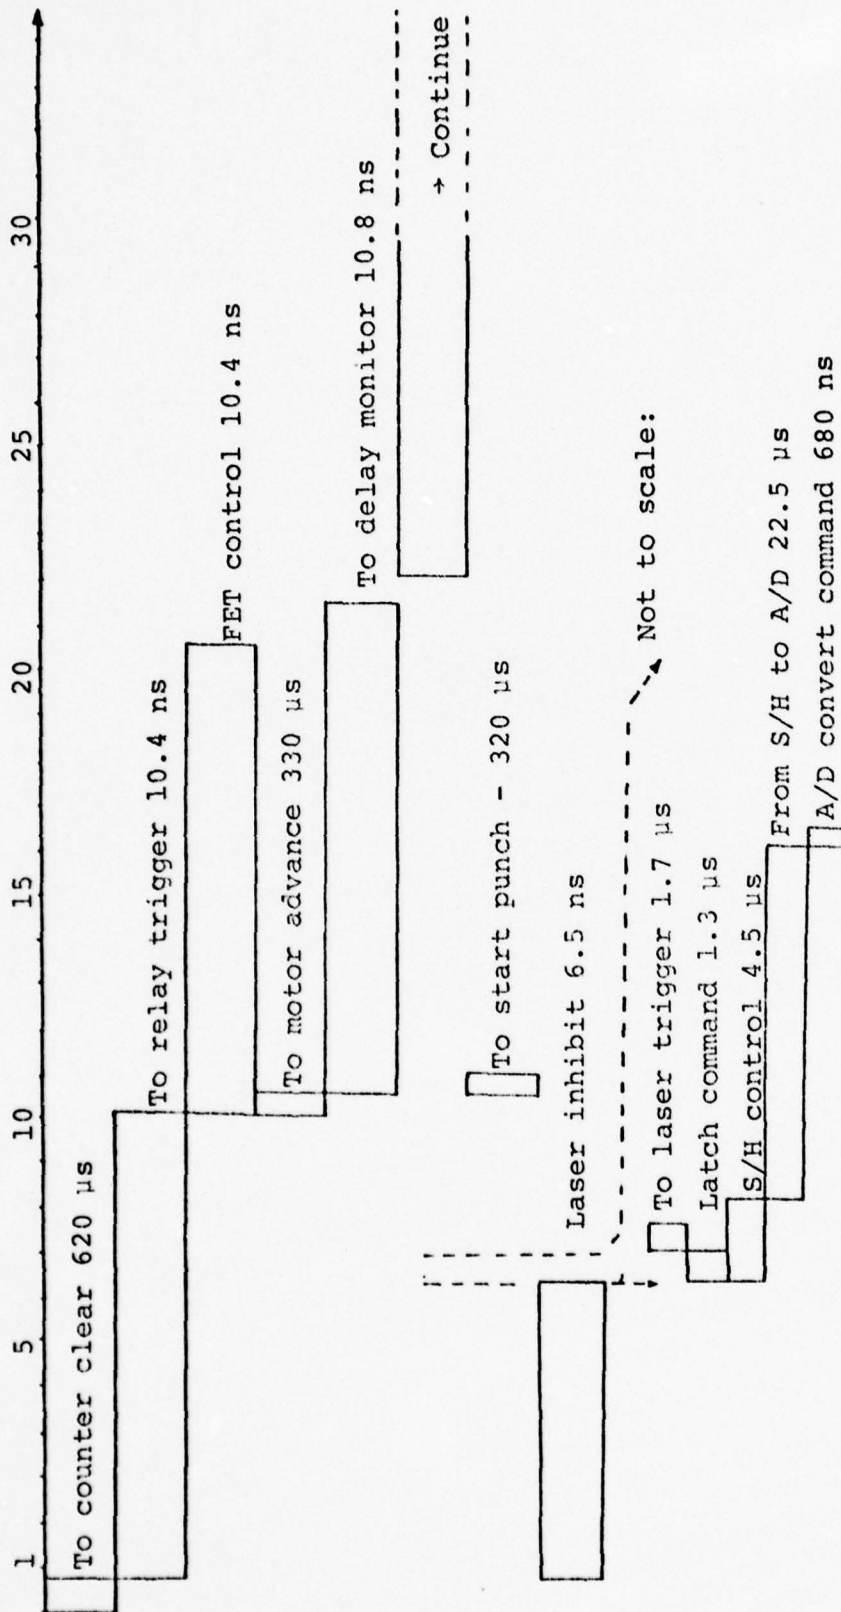 1 5 10 15 20 25 30
To counter clear 620 µs
To relay trigger 10.4 ns
FET control 10.4 ns
To motor advance 330 µs
To delay monitor 10.8 ns
→ Continue
To start punch - 320 µs
Laser inhibit 6.5 ns
Not to scale:
To laser trigger 1.7 µs
Latch command 1.3 µs
S/H control 4.5 µs
From S/H to A/D 22.5 µs
A/D convert command 680 ns